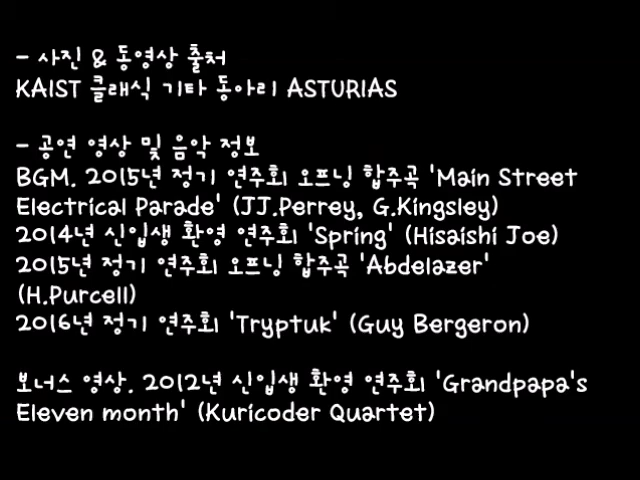 - 사진 & 동영상 출처
KAIST 클래식 기타 동아리 ASTURIAS
- 공연 영상 및 음악 정보
BGM. 2015년 정기 연주회 오프닝 합주곡 'Main Street
Electrical Parade' (JJ.Perrey, G.Kingsley)
2014년 신입생 환영 연주회 'Spring' (Hisaishi Joe)
2015년 정기 연주회 오프닝 합주곡 'Abdelazer'
(H.Purcell)
2016년 정기 연주회 'Tryptuk' (Guy Bergeron)
보너스 영상. 2012년 신입생 환영 연주회 'Grandpapa's
Eleven month' (Kuricoder Quartet)